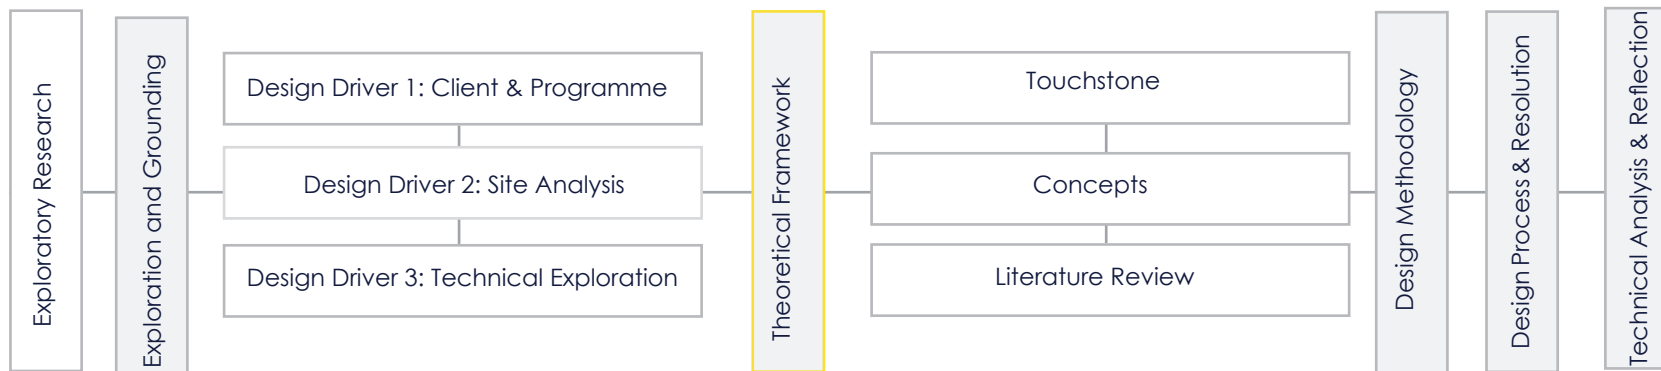 Exploratory Research
Exploration and Grounding
Design Driver 1: Client & Programme
Design Driver 2: Site Analysis
Design Driver 3: Technical Exploration
Theoretical Framework
Touchstone
Concepts
Literature Review
Design Methodology
Design Process & Resolution
Technical Analysis & Reflection